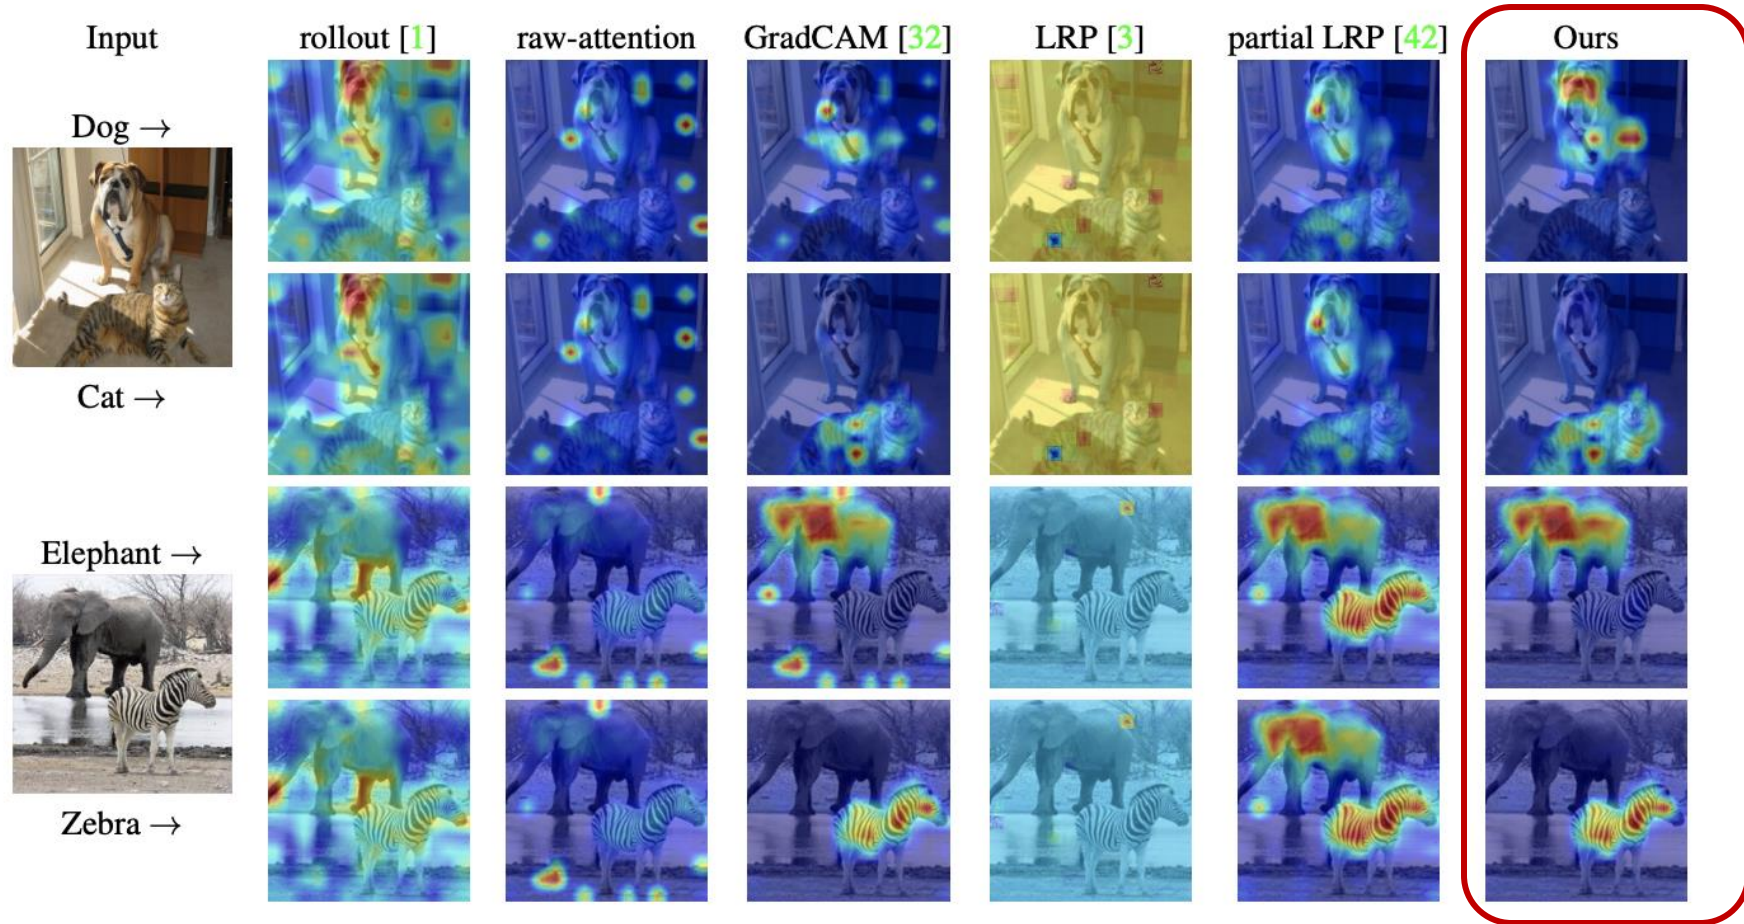 Input rollout [1] raw-attention GradCAM [32] LRP [3] partial LRP [42] Ours
Dog →
Cat →
Elephant →
Zebra →